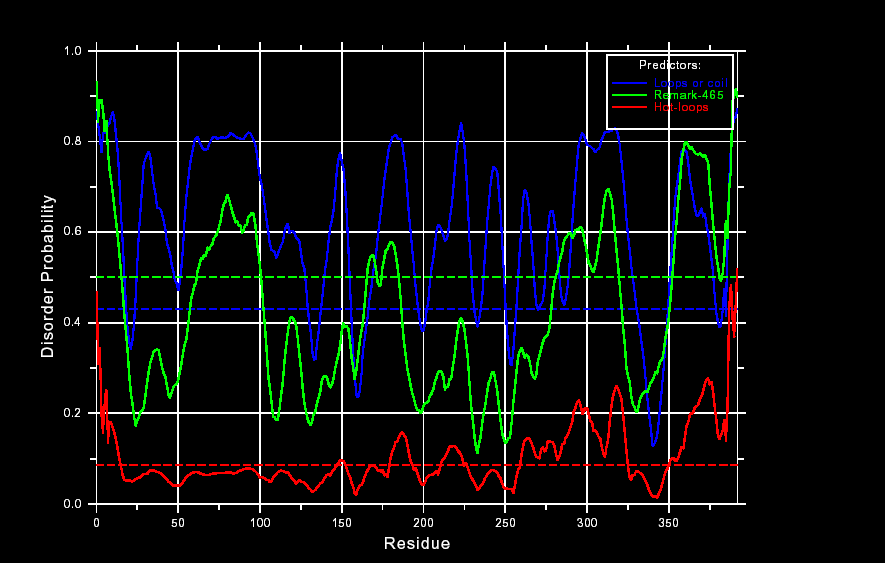 1.0
Predictors:
Loops or coil
Remark-465
Hot-loops
0.8
0.6
0.4
0.2
0.0
Disorder Probability
0 50 100 150 200 250 300 350
Residue